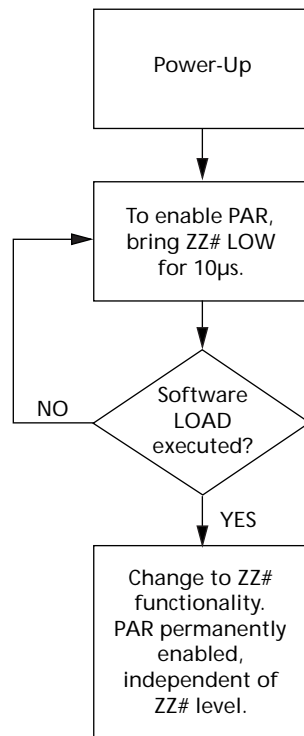 Power-Up
To enable PAR,
bring ZZ# LOW
for 10µs.
Software
LOAD
executed?
NO
YES
Change to ZZ#
functionality.
PAR permanently
enabled,
independent of
ZZ# level.